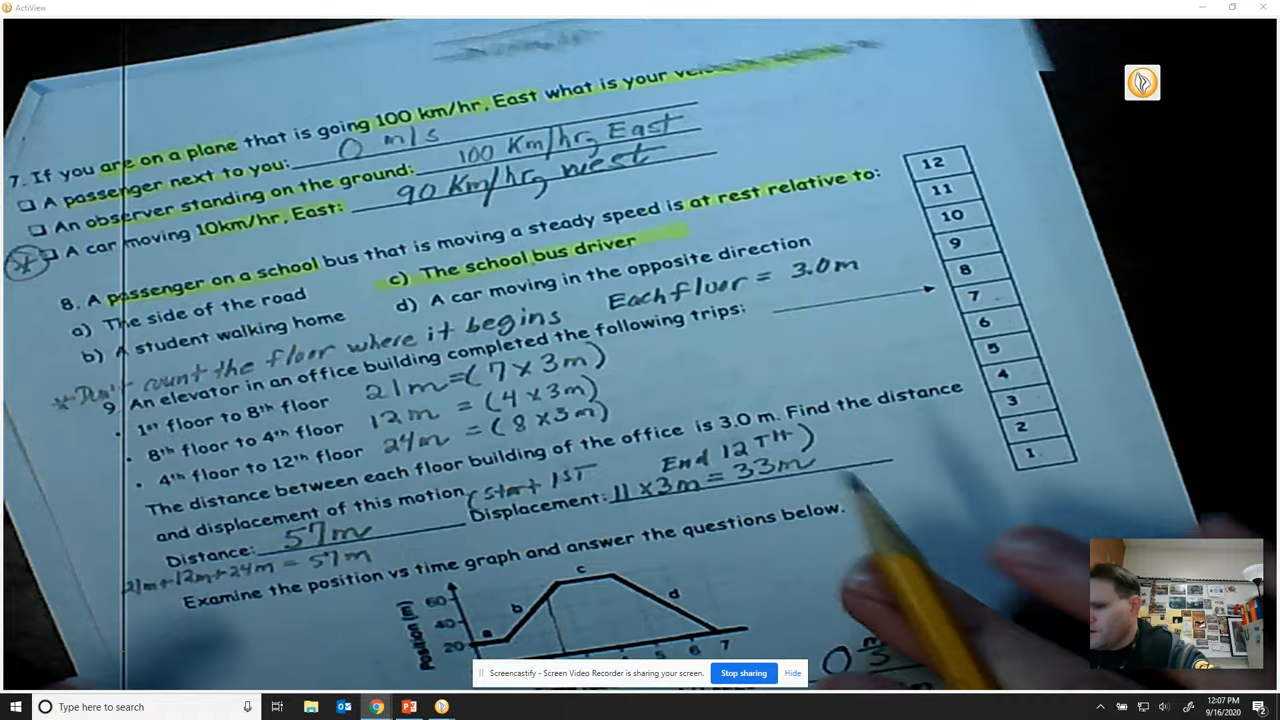 ActiView
7. If you are on a plane that is going 100 km/hr, East what is your
A passenger next to you: 0 m/s
An observer standing on the ground: 100 Km/hr, East
A car moving 10km/hr, East: 90 Km/hr, west
8. A passenger on a school bus that is moving a steady speed is at rest relative to:
a) The side of the road
c) The school bus driver
b) A student walking home
d) A car moving in the opposite direction
* Don't count the floor where it begins
Each floor = 3.0m
9. An elevator in an office building completed the following trips:
• 1st floor to 8th floor 21m = (7 x 3m)
• 8th floor to 4th floor 12m = (4 x 3m)
• 4th floor to 12th floor 24m = (8 x 3m)
The distance between each floor building of the office is 3.0 m. Find the distance
and displacement of this motion (Start 1ST End 12TH)
Distance: 57m Displacement: 11 x 3m = 33m
21m+12m+24m = 57m
Examine the position vs time graph and answer the questions below.
12
11
10
9
8
7
6
5
4
3
2
1
Position (m)
60
40
20
a
b
c
d
6
7
0 m/s
Screencastify - Screen Video Recorder is sharing your screen.
Stop sharing
Hide
Type here to search
12:07 PM
9/16/2020
2